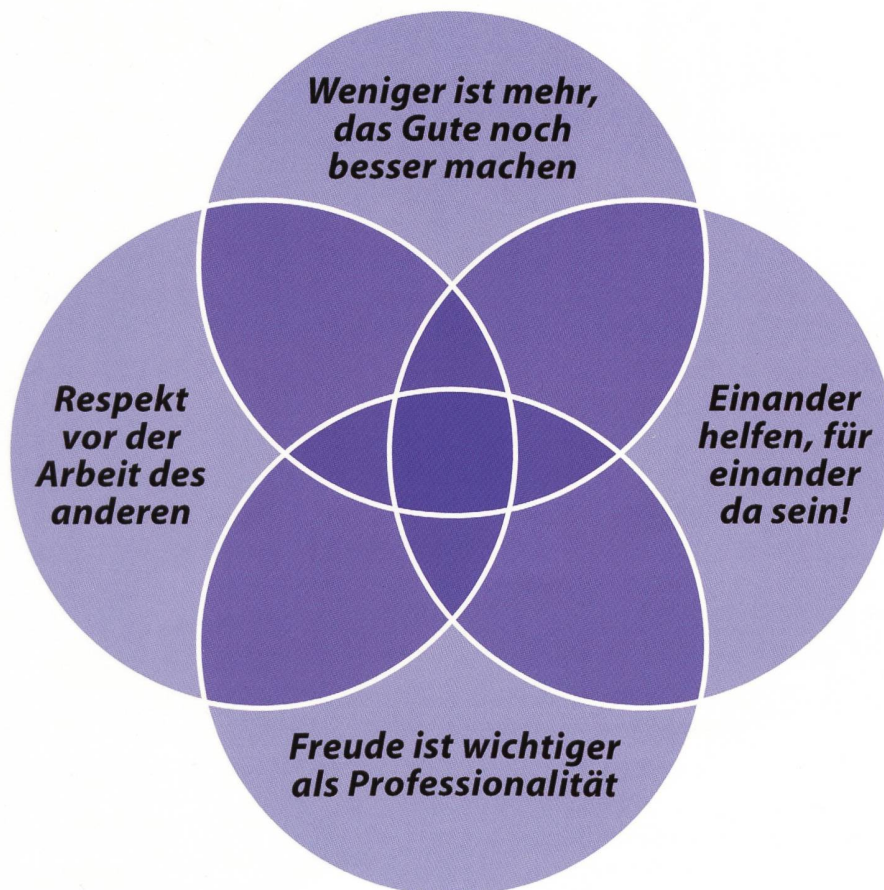 Weniger ist mehr,
das Gute noch
besser machen
Respekt
vor der
Arbeit des
anderen
Einander
helfen, für
einander
da sein!
Freude ist wichtiger
als Professionalität